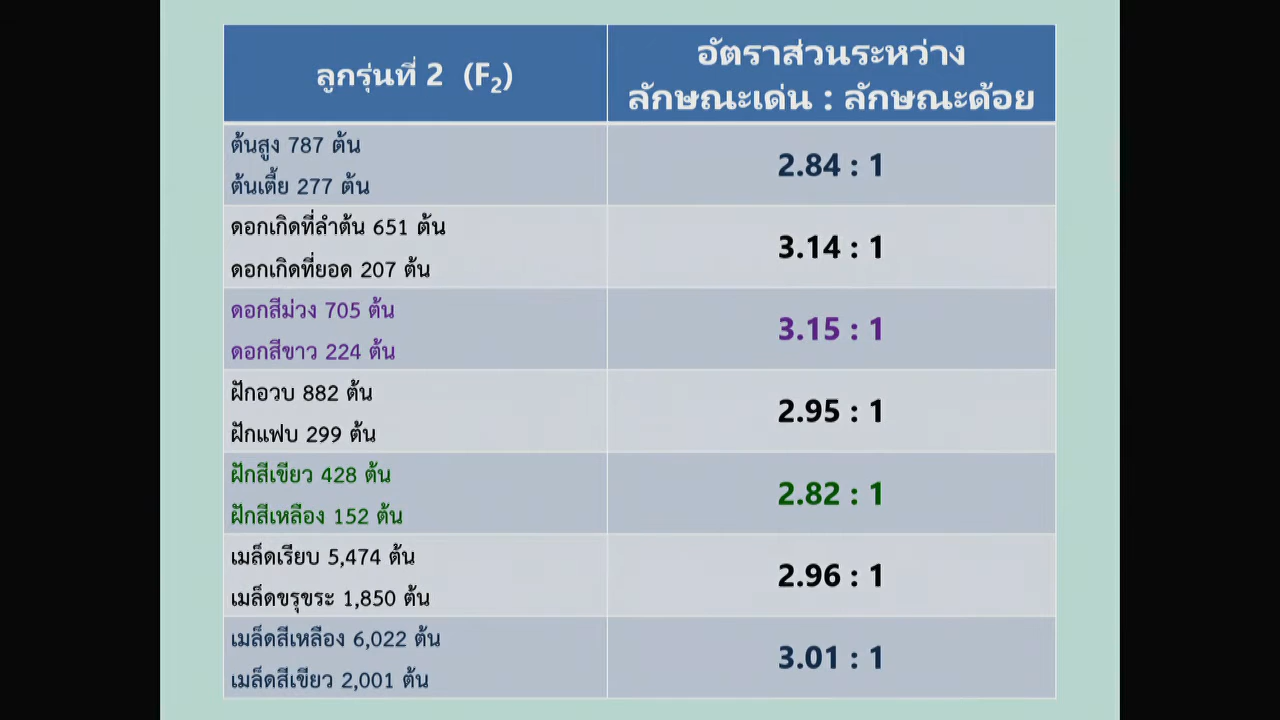 ลูกรุ่นที่ 2 (F₂)
อัตราส่วนระหว่าง
ลักษณะเด่น : ลักษณะด้อย
ต้นสูง 787 ต้น
ต้นเตี้ย 277 ต้น
2.84 : 1
ดอกเกิดที่ลำต้น 651 ต้น
ดอกเกิดที่ยอด 207 ต้น
3.14 : 1
ดอกสีม่วง 705 ต้น
ดอกสีขาว 224 ต้น
3.15 : 1
ฝักอวบ 882 ต้น
ฝักแฟบ 299 ต้น
2.95 : 1
ฝักสีเขียว 428 ต้น
ฝักสีเหลือง 152 ต้น
2.82 : 1
เมล็ดเรียบ 5,474 ต้น
เมล็ดขรุขระ 1,850 ต้น
2.96 : 1
เมล็ดสีเหลือง 6,022 ต้น
เมล็ดสีเขียว 2,001 ต้น
3.01 : 1